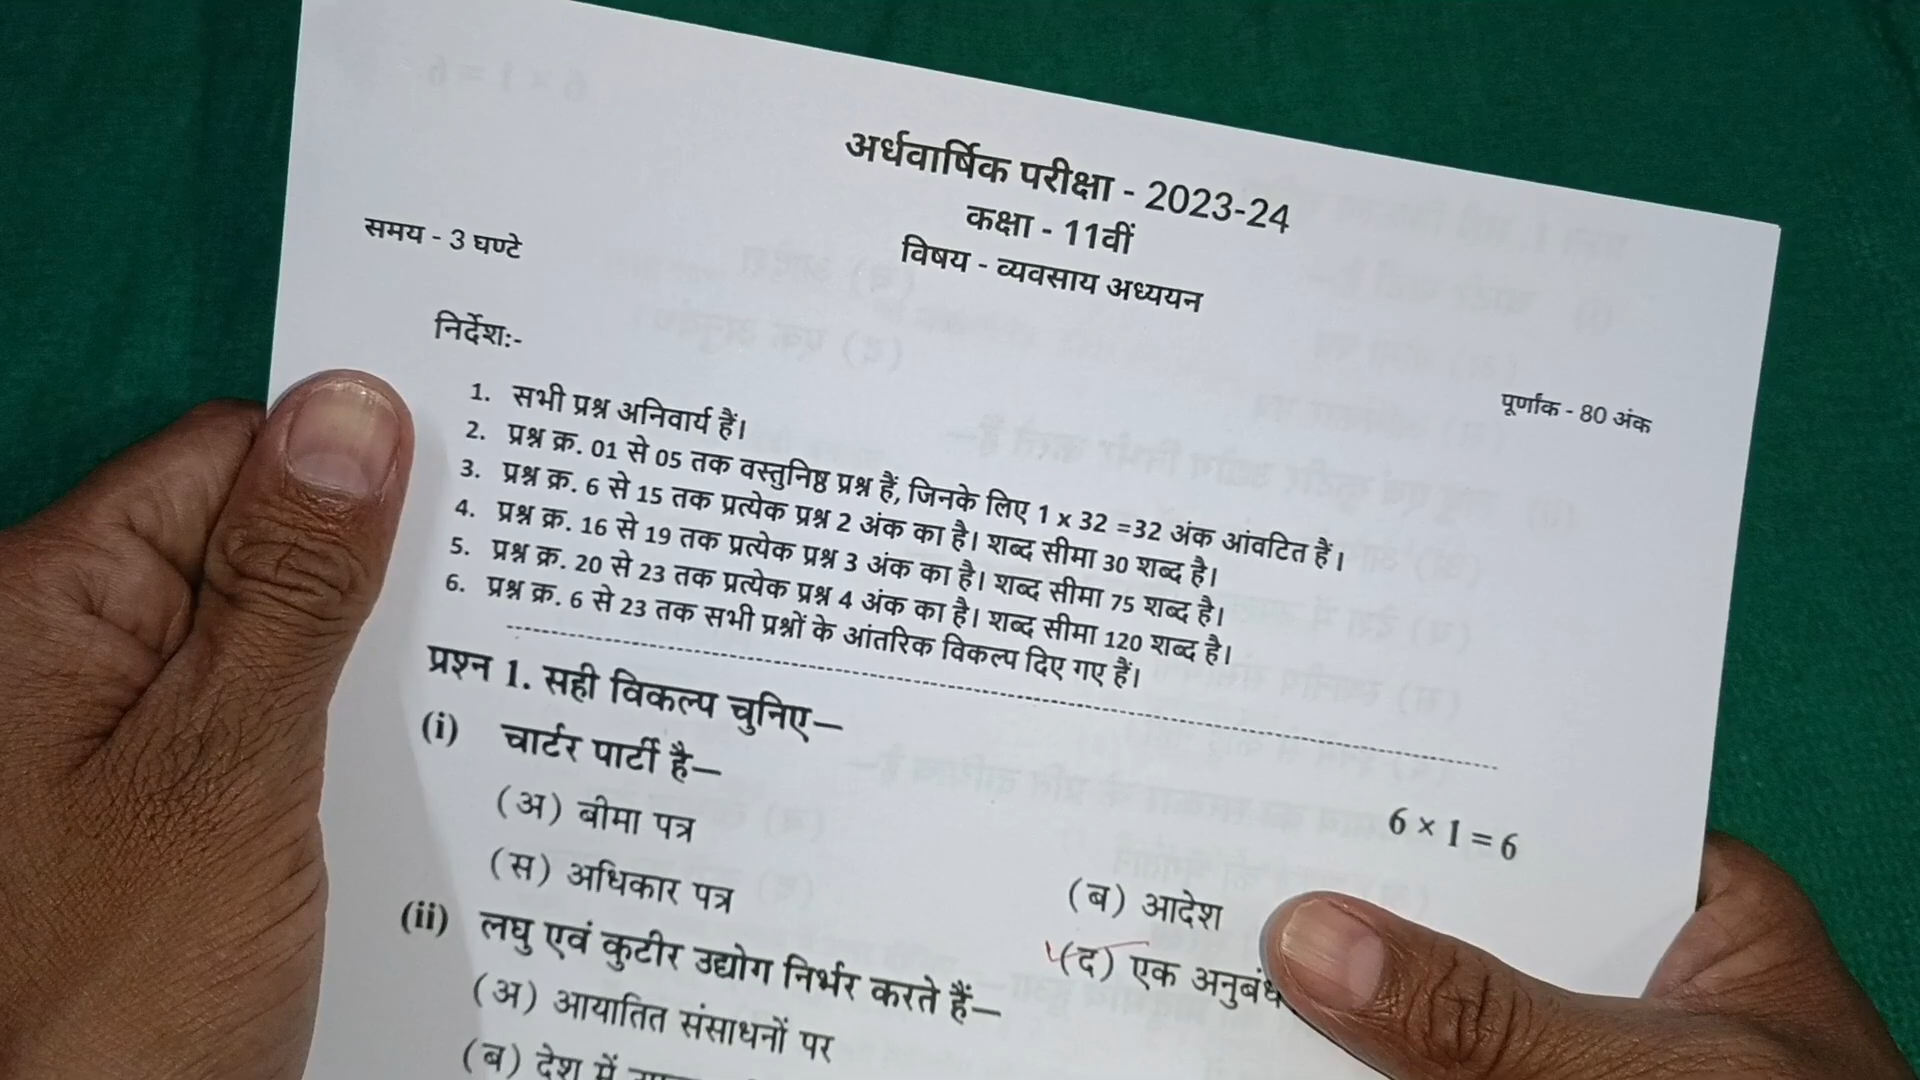 अर्धवार्षिक परीक्षा - 2023-24
कक्षा - 11वीं
विषय - व्यवसाय अध्ययन
समय - 3 घण्टे
पूर्णांक - 80 अंक
निर्देश:-
1. सभी प्रश्न अनिवार्य हैं।
2. प्रश्न क्र. 01 से 05 तक वस्तुनिष्ठ प्रश्न हैं, जिनके लिए 1 x 32 =32 अंक आंवटित हैं।
3. प्रश्न क्र. 6 से 15 तक प्रत्येक प्रश्न 2 अंक का है। शब्द सीमा 30 शब्द है।
4. प्रश्न क्र. 16 से 19 तक प्रत्येक प्रश्न 3 अंक का है। शब्द सीमा 75 शब्द है।
5. प्रश्न क्र. 20 से 23 तक प्रत्येक प्रश्न 4 अंक का है। शब्द सीमा 120 शब्द है।
6. प्रश्न क्र. 6 से 23 तक सभी प्रश्नों के आंतरिक विकल्प दिए गए हैं।
प्रश्न 1. सही विकल्प चुनिए— 6 × 1 = 6
(i) चार्टर पार्टी है—
(अ) बीमा पत्र (ब) आदेश
(स) अधिकार पत्र (द) एक अनुबंध
(ii) लघु एवं कुटीर उद्योग निर्भर करते हैं—
(अ) आयातित संसाधनों पर
(ब) देश में